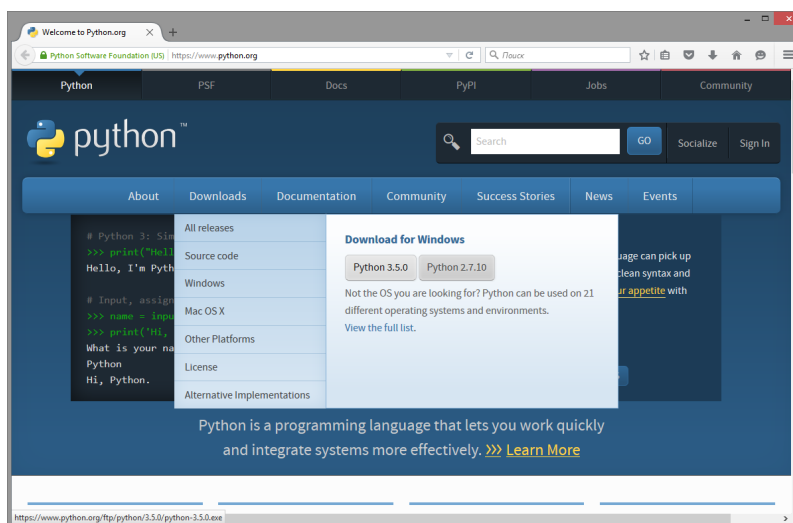 Welcome to Python.org
Python Software Foundation (US) https://www.python.org Поиск
Python PSF Docs PyPI Jobs Community
python™
Search GO Socialize Sign In
About Downloads Documentation Community Success Stories News Events
# Python 3: Sim
>>> print("Hell
Hello, I'm Pyth
# Input, assign
>>> name = inpu
>>> print('Hi,
What is your na
Python
Hi, Python.
All releases
Source code
Windows
Mac OS X
Other Platforms
License
Alternative Implementations
Download for Windows
Python 3.5.0 Python 2.7.10
Not the OS you are looking for? Python can be used on 21
different operating systems and environments.
View the full list.
uage can pick up
clean syntax and
ur appetite with
Python is a programming language that lets you work quickly
and integrate systems more effectively. >>> Learn More
https://www.python.org/ftp/python/3.5.0/python-3.5.0.exe